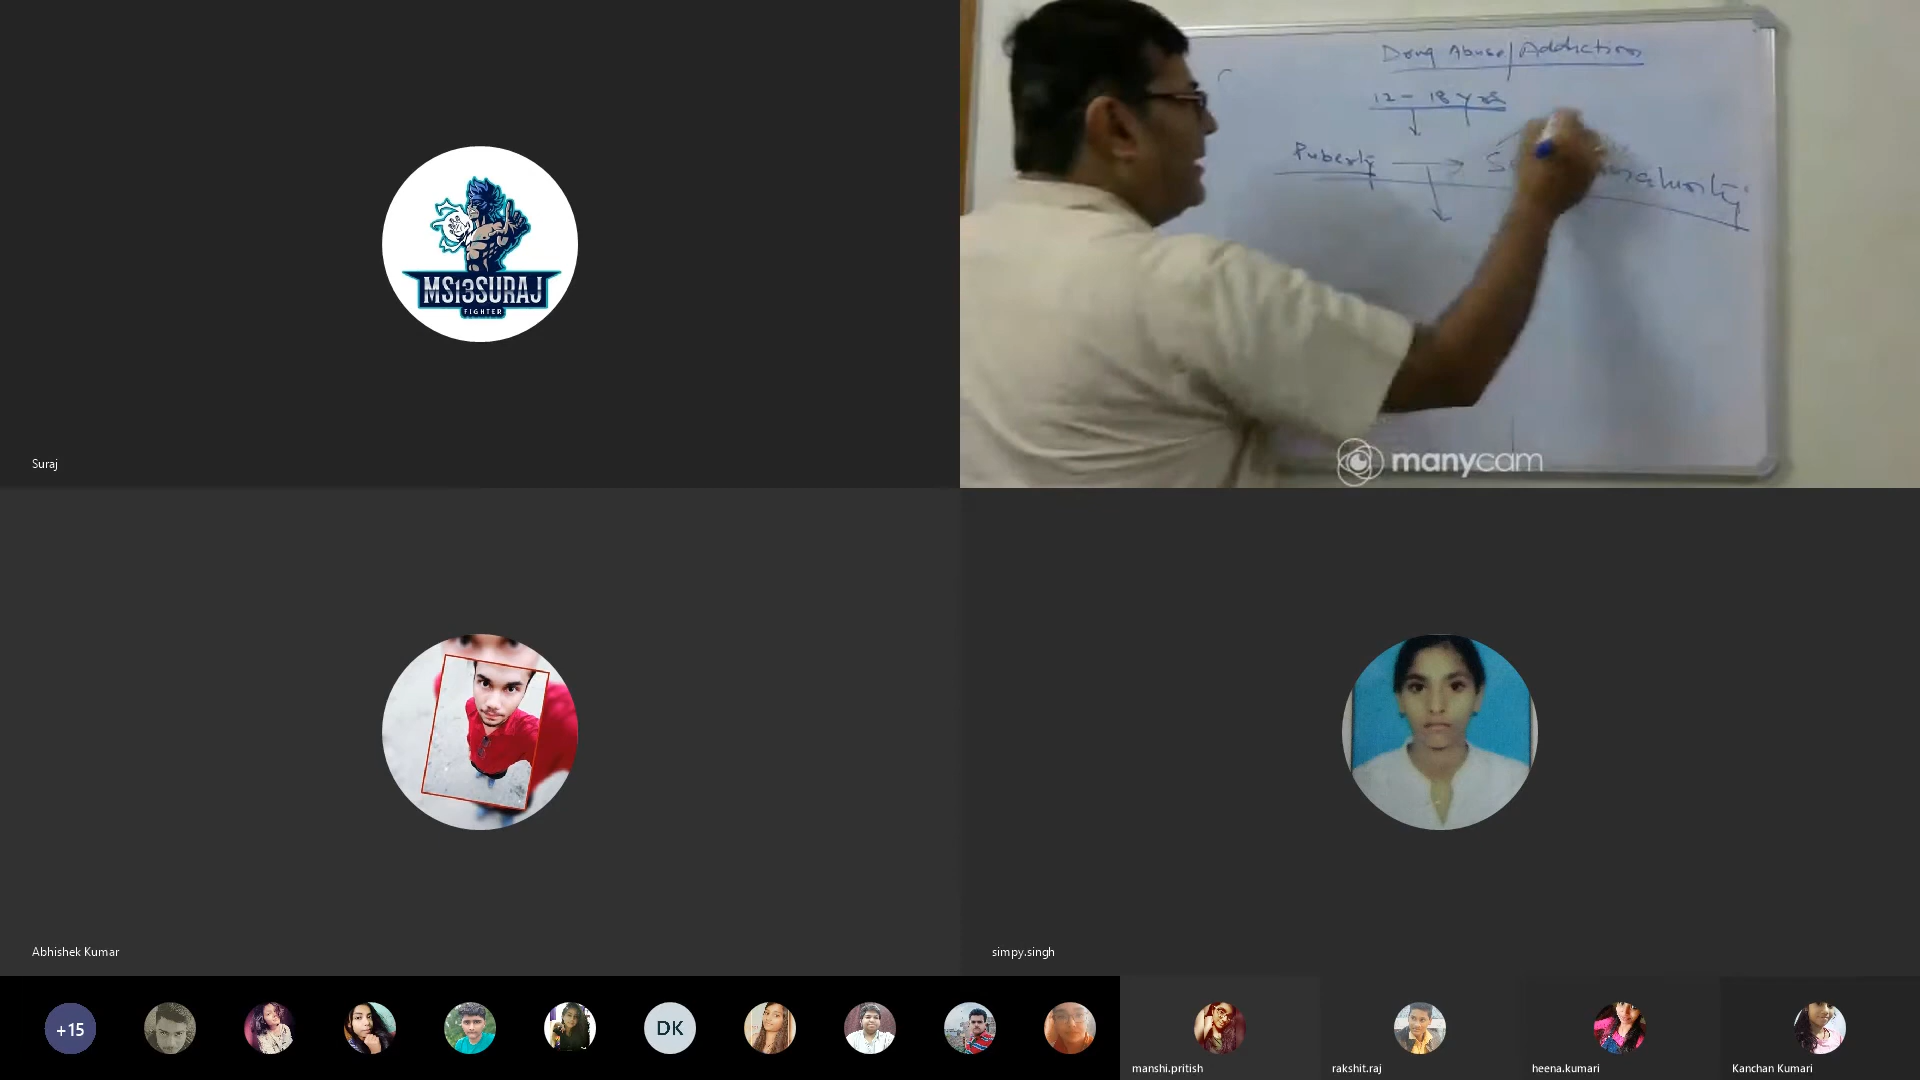 MS13SURAJ
FIGHTER
Suraj
Drug Abuse/Addiction
12 - 18 yrs
Puberty
manycam
Abhishek Kumar
simpy.singh
+15
DK
manshi.pritish
rakshit.raj
heena.kumari
Kanchan Kumari